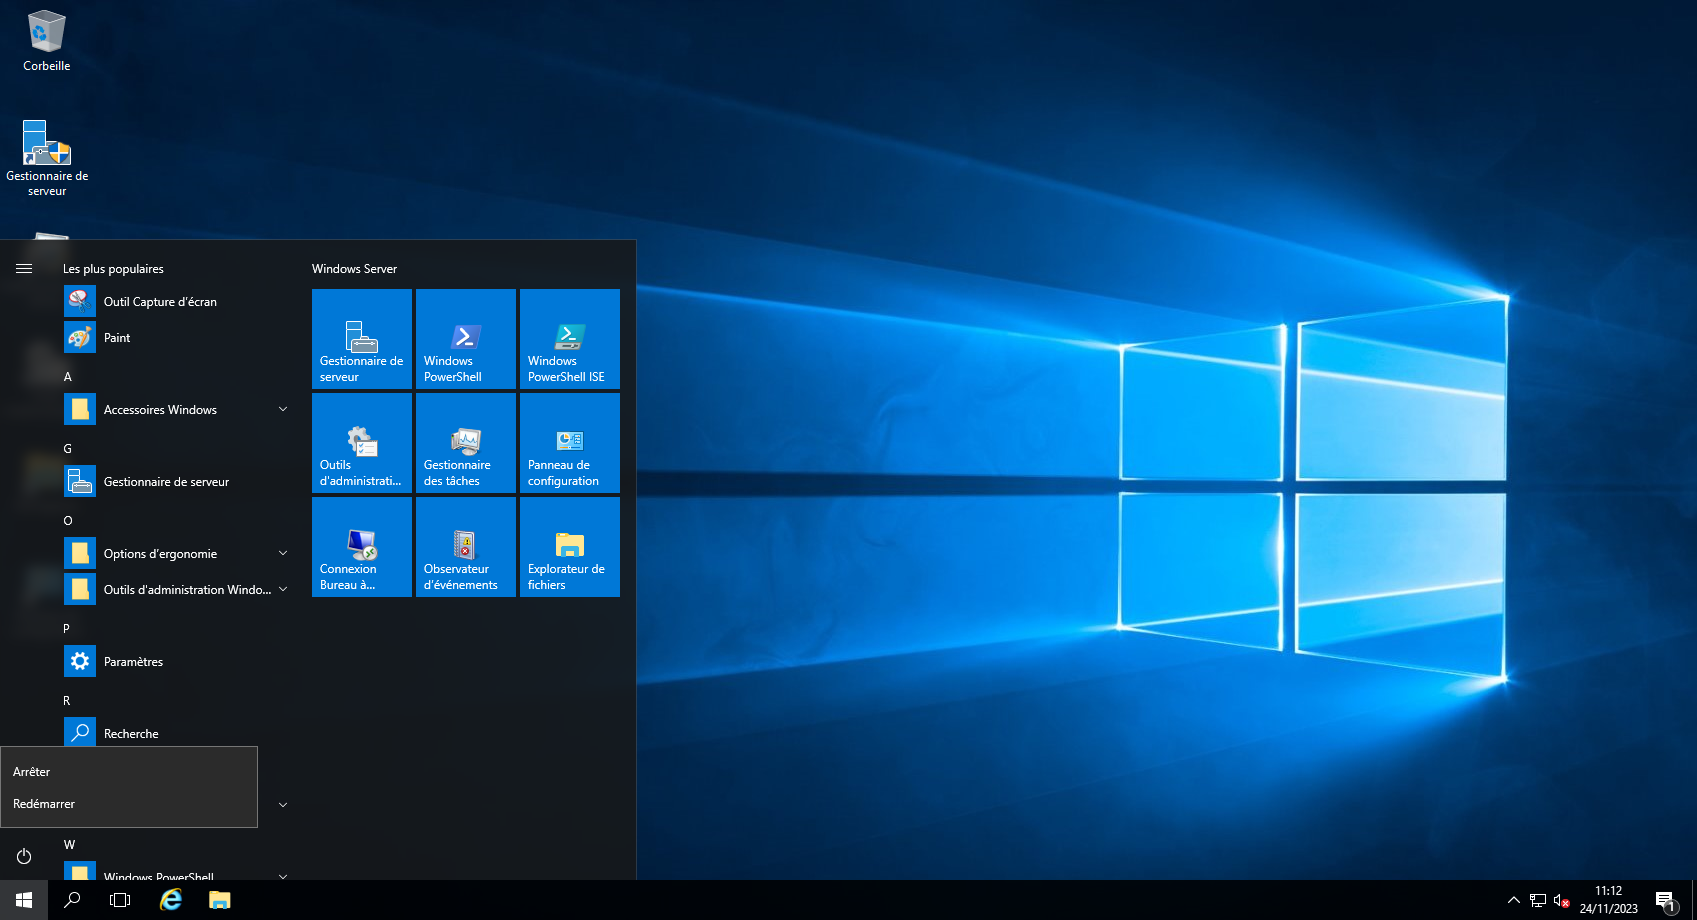 Corbeille
Gestionnaire de
serveur
Les plus populaires
Outil Capture d'écran
Paint
A
Accessoires Windows
G
Gestionnaire de serveur
O
Options d'ergonomie
Outils d'administration Windo...
P
Paramètres
R
Recherche
Arrêter
Redémarrer
W
Windows PowerShell
Windows Server
Gestionnaire de
serveur
Windows
PowerShell
Windows
PowerShell ISE
Outils
d'administrati...
Gestionnaire
des tâches
Panneau de
configuration
Connexion
Bureau à...
Observateur
d'événements
Explorateur de
fichiers
11:12
24/11/2023
1